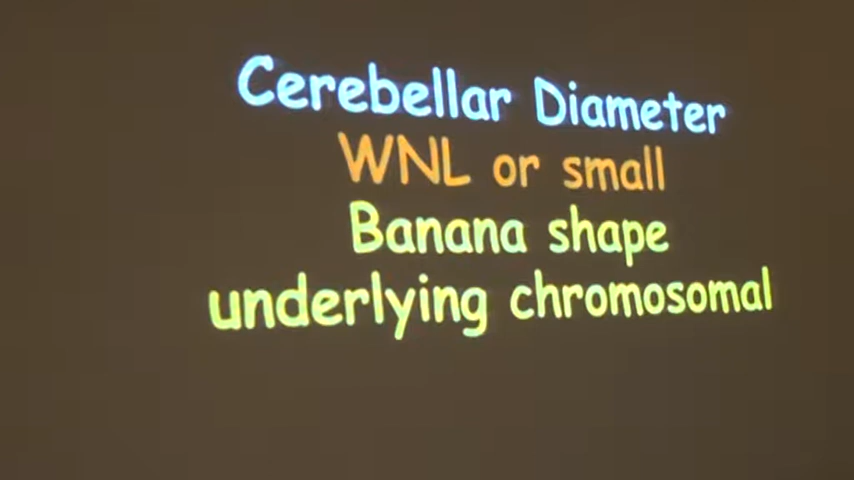 Cerebellar Diameter
WNL or small
Banana shape
underlying chromosomal